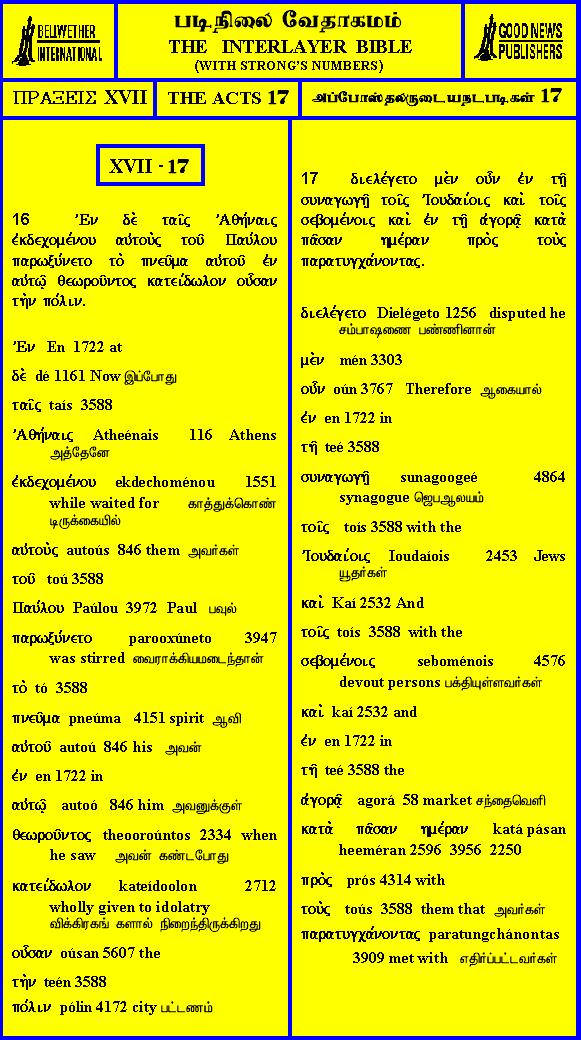 BELLWETHER
INTERNATIONAL
படிநிலை வேதாகமம்
THE INTERLAYER BIBLE
(WITH STRONG'S NUMBERS)
GOOD NEWS
PUBLISHERS
ΠΡΑΞΕΙΣ XVII
THE ACTS 17
அப்போஸ்தலருடையநடபடிகள் 17
XVII - 17
16 Ἐν δὲ ταῖς Ἀθήναις
ἐκδεχομένου αὐτοὺς τοῦ Παύλου
παρωξύνετο τὸ πνεῦμα αὐτοῦ ἐν
αὐτῷ θεωροῦντος κατείδωλον οὖσαν
τὴν πόλιν.
Ἐν En 1722 at
δὲ dé 1161 Now இப்போது
ταῖς taís 3588
Ἀθήναις Atheénais 116 Athens
அத்தேனே
ἐκδεχομένου ekdechoménou 1551
while waited for காத்துக்கொண்
டிருக்கையில்
αὐτοὺς autoús 846 them அவர்கள்
τοῦ toú 3588
Παύλου Paúlou 3972 Paul பவுல்
παρωξύνετο parooxúneto 3947
was stirred வைராக்கியமடைந்தான்
τὸ tó 3588
πνεῦμα pneúma 4151 spirit ஆவி
αὐτοῦ autoú 846 his அவன்
ἐν en 1722 in
αὐτῷ autoó 846 him அவனுக்குள்
θεωροῦντος theooroúntos 2334 when
he saw அவன் கண்டபோது
κατείδωλον kateídoolon 2712
wholly given to idolatry
விக்கிரகங் களால் நிறைந்திருக்கிறது
οὖσαν oúsan 5607 the
τὴν teén 3588
πόλιν pólin 4172 city பட்டணம்
17 διελέγετο μὲν οὖν ἐν τῇ
συναγωγῇ τοῖς Ἰουδαίοις καὶ τοῖς
σεβομένοις καὶ ἐν τῇ ἀγορᾷ κατὰ
πᾶσαν ημέραν πρὸς τοὺς
παρατυγχάνοντας.
διελέγετο Dielégeto 1256 disputed he
சம்பாஷணை பண்ணினான்
μὲν mén 3303
οὖν oún 3767 Therefore ஆகையால்
ἐν en 1722 in
τῇ teé 3588
συναγωγῇ sunagoogeé 4864
synagogue ஜெபஆலயம்
τοῖς toís 3588 with the
Ἰουδαίοις Ioudaíois 2453 Jews
யூதர்கள்
καὶ Kaí 2532 And
τοῖς toís 3588 with the
σεβομένοις seboménois 4576
devout persons பக்தியுள்ளவர்கள்
καὶ kaí 2532 and
ἐν en 1722 in
τῇ teé 3588 the
ἀγορᾷ agorá 58 market சந்தைவெளி
κατὰ πᾶσαν ημέραν katá pásan
heeméran 2596 3956 2250
πρὸς prós 4314 with
τοὺς toús 3588 them that அவர்கள்
παρατυγχάνοντας paratungchánontas
3909 met with எதிர்ப்பட்டவர்கள்